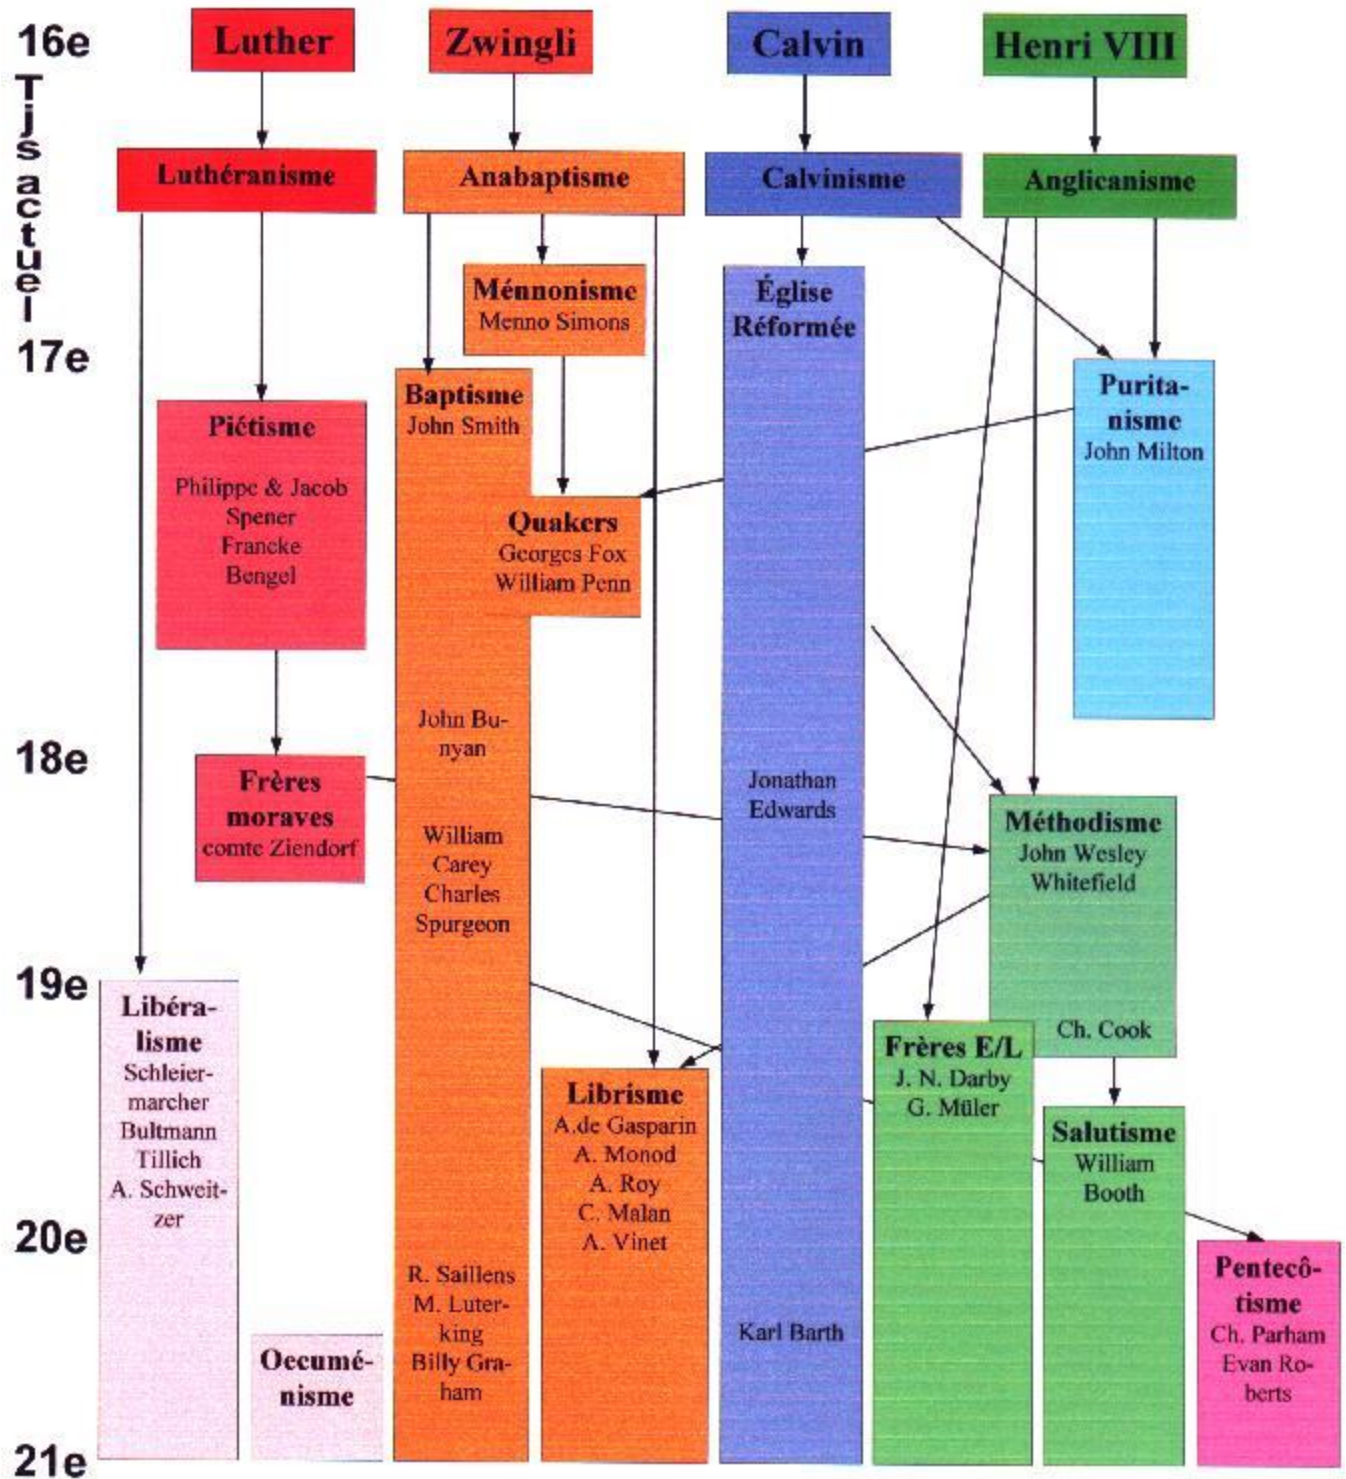 16e
Luther
Zwingli
Calvin
Henri VIII
Tjs actuel
Luthéranisme
Anabaptisme
Calvinisme
Anglicanisme
Ménnonisme
Menno Simons
Église
Réformée
17e
Baptisme
John Smith
Purita-
nisme
John Milton
Piétisme
Philippe & Jacob
Spener
Francke
Bengel
Quakers
Georges Fox
William Penn
John Bu-
nyan
18e
Frères
moraves
comte Ziendorf
Jonathan
Edwards
Méthodisme
John Wesley
Whitefield
Ch. Cook
William
Carey
Charles
Spurgeon
19e
Libéra-
lisme
Schleier-
marcher
Bultmann
Tillich
A. Schweit-
zer
Librisme
A.de Gasparin
A. Monod
A. Roy
C. Malan
A. Vinet
Frères E/L
J. N. Darby
G. Müler
Salutisme
William
Booth
20e
Oecumé-
nisme
R. Saillens
M. Luter-
king
Billy Gra-
ham
Karl Barth
Pentecô-
tisme
Ch. Parham
Evan Ro-
berts
21e